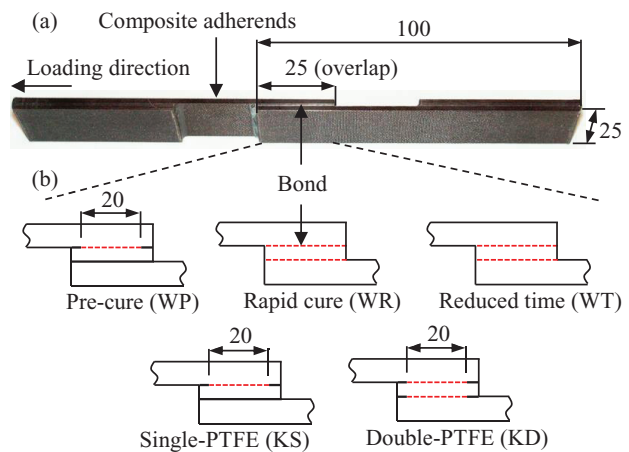 (a)
Composite adherends
100
Loading direction
25 (overlap)
25
(b)
Bond
20
Pre-cure (WP)
Rapid cure (WR)
Reduced time (WT)
20
20
Single-PTFE (KS)
Double-PTFE (KD)